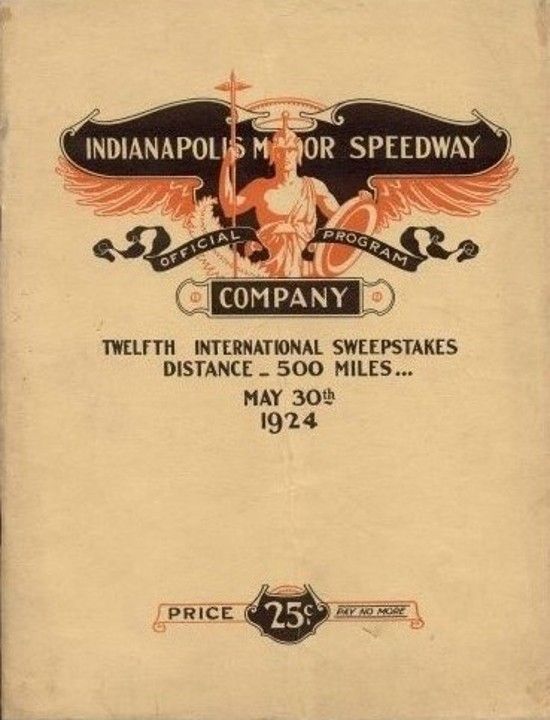 INDIANAPOLIS MOTOR SPEEDWAY
OFFICIAL PROGRAM
COMPANY
TWELFTH INTERNATIONAL SWEEPSTAKES
DISTANCE – 500 MILES...
MAY 30th
1924
PRICE 25¢ PAY NO MORE